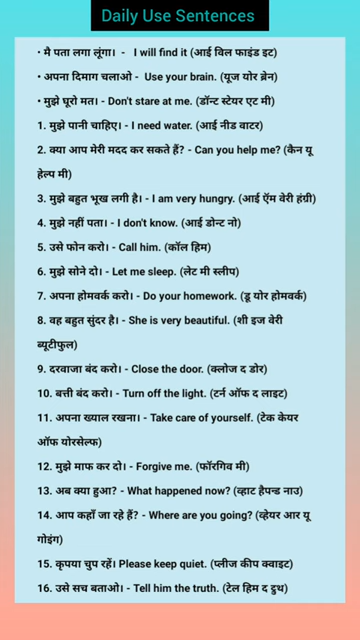 Daily Use Sentences
• मै पता लगा लूंगा। - I will find it (आई विल फाइंड इट)
• अपना दिमाग चलाओ - Use your brain. (यूज योर ब्रेन)
• मुझे घूरो मत। - Don't stare at me. (डॉन्ट स्टेयर एट मी)
1. मुझे पानी चाहिए। - I need water. (आई नीड वाटर)
2. क्या आप मेरी मदद कर सकते हैं? - Can you help me? (कैन यू
हेल्प मी)
3. मुझे बहुत भूख लगी है। - I am very hungry. (आई ऍम वेरी हंग्री)
4. मुझे नहीं पता। - I don't know. (आई डोन्ट नो)
5. उसे फोन करो। - Call him. (कॉल हिम)
6. मुझे सोने दो। - Let me sleep. (लेट मी स्लीप)
7. अपना होमवर्क करो। - Do your homework. (डू योर होमवर्क)
8. वह बहुत सुंदर है। - She is very beautiful. (शी इज वेरी
ब्यूटीफुल)
9. दरवाजा बंद करो। - Close the door. (क्लोज द डोर)
10. बत्ती बंद करो। - Turn off the light. (टर्न ऑफ द लाइट)
11. अपना ख्याल रखना। - Take care of yourself. (टेक केयर
ऑफ योरसेल्फ)
12. मुझे माफ कर दो। - Forgive me. (फॉरगिव मी)
13. अब क्या हुआ? - What happened now? (व्हाट हैपन्ड नाउ)
14. आप कहाँ जा रहे हैं? - Where are you going? (व्हेयर आर यू
गोइंग)
15. कृपया चुप रहें। Please keep quiet. (प्लीज कीप क्वाइट)
16. उसे सच बताओ। - Tell him the truth. (टेल हिम द ट्रुथ)